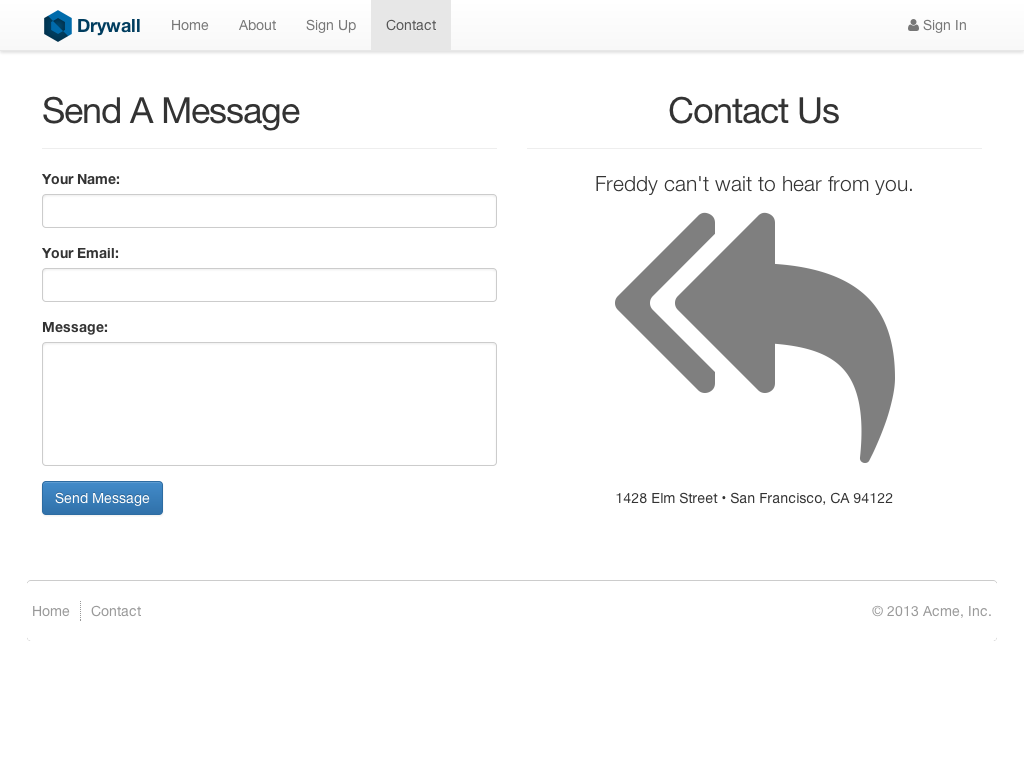 Drywall Home About Sign Up Contact Sign In
Send A Message
Your Name:
Your Email:
Message:
Send Message
Contact Us
Freddy can't wait to hear from you.
1428 Elm Street • San Francisco, CA 94122
Home Contact
© 2013 Acme, Inc.